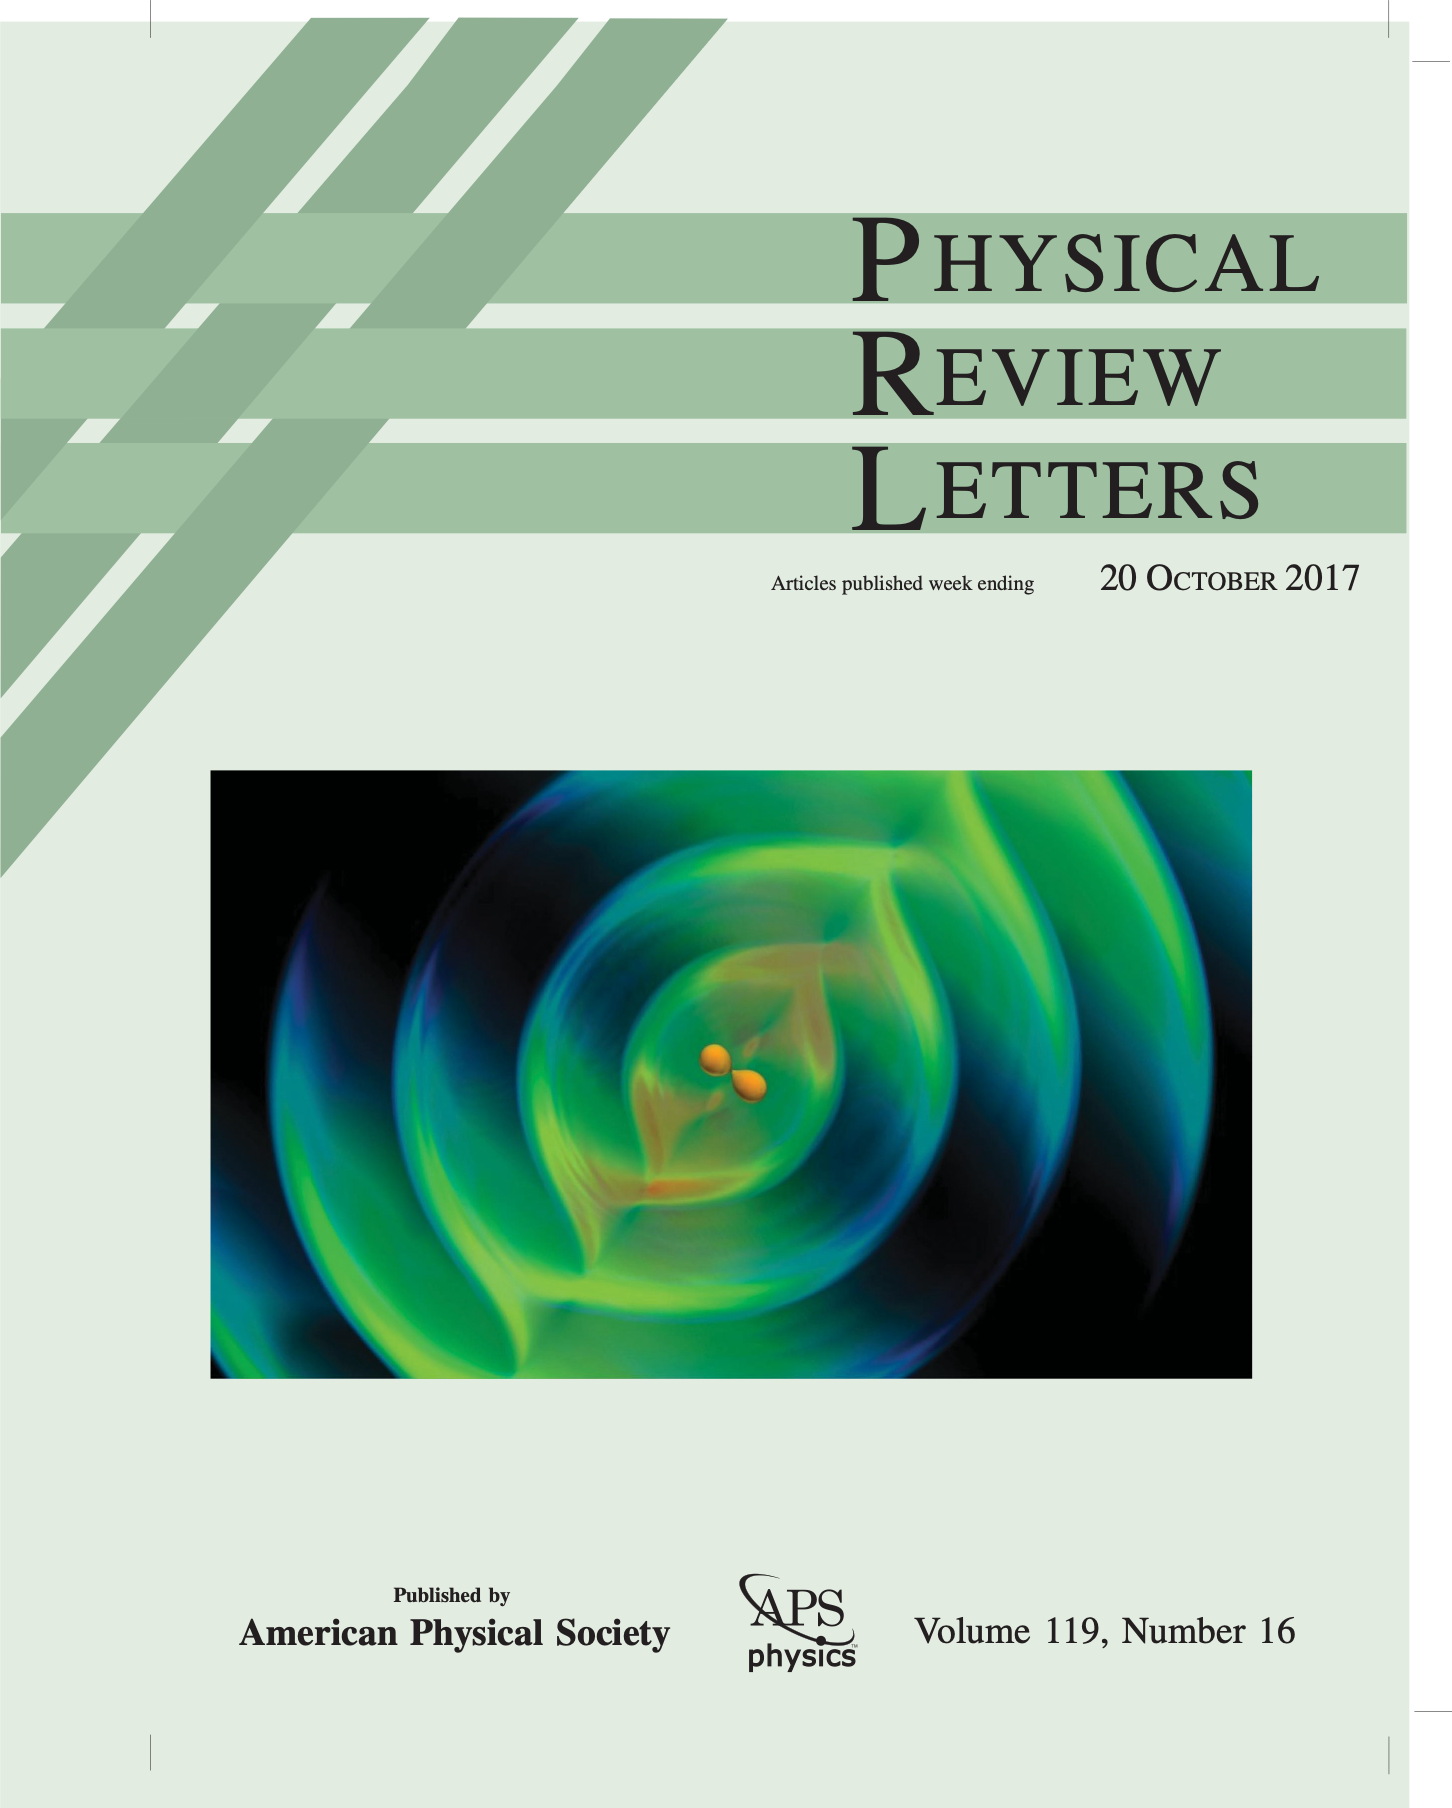 PHYSICAL
REVIEW
LETTERS
Articles published week ending 20 OCTOBER 2017
Published by
American Physical Society
APS
physics™
Volume 119, Number 16